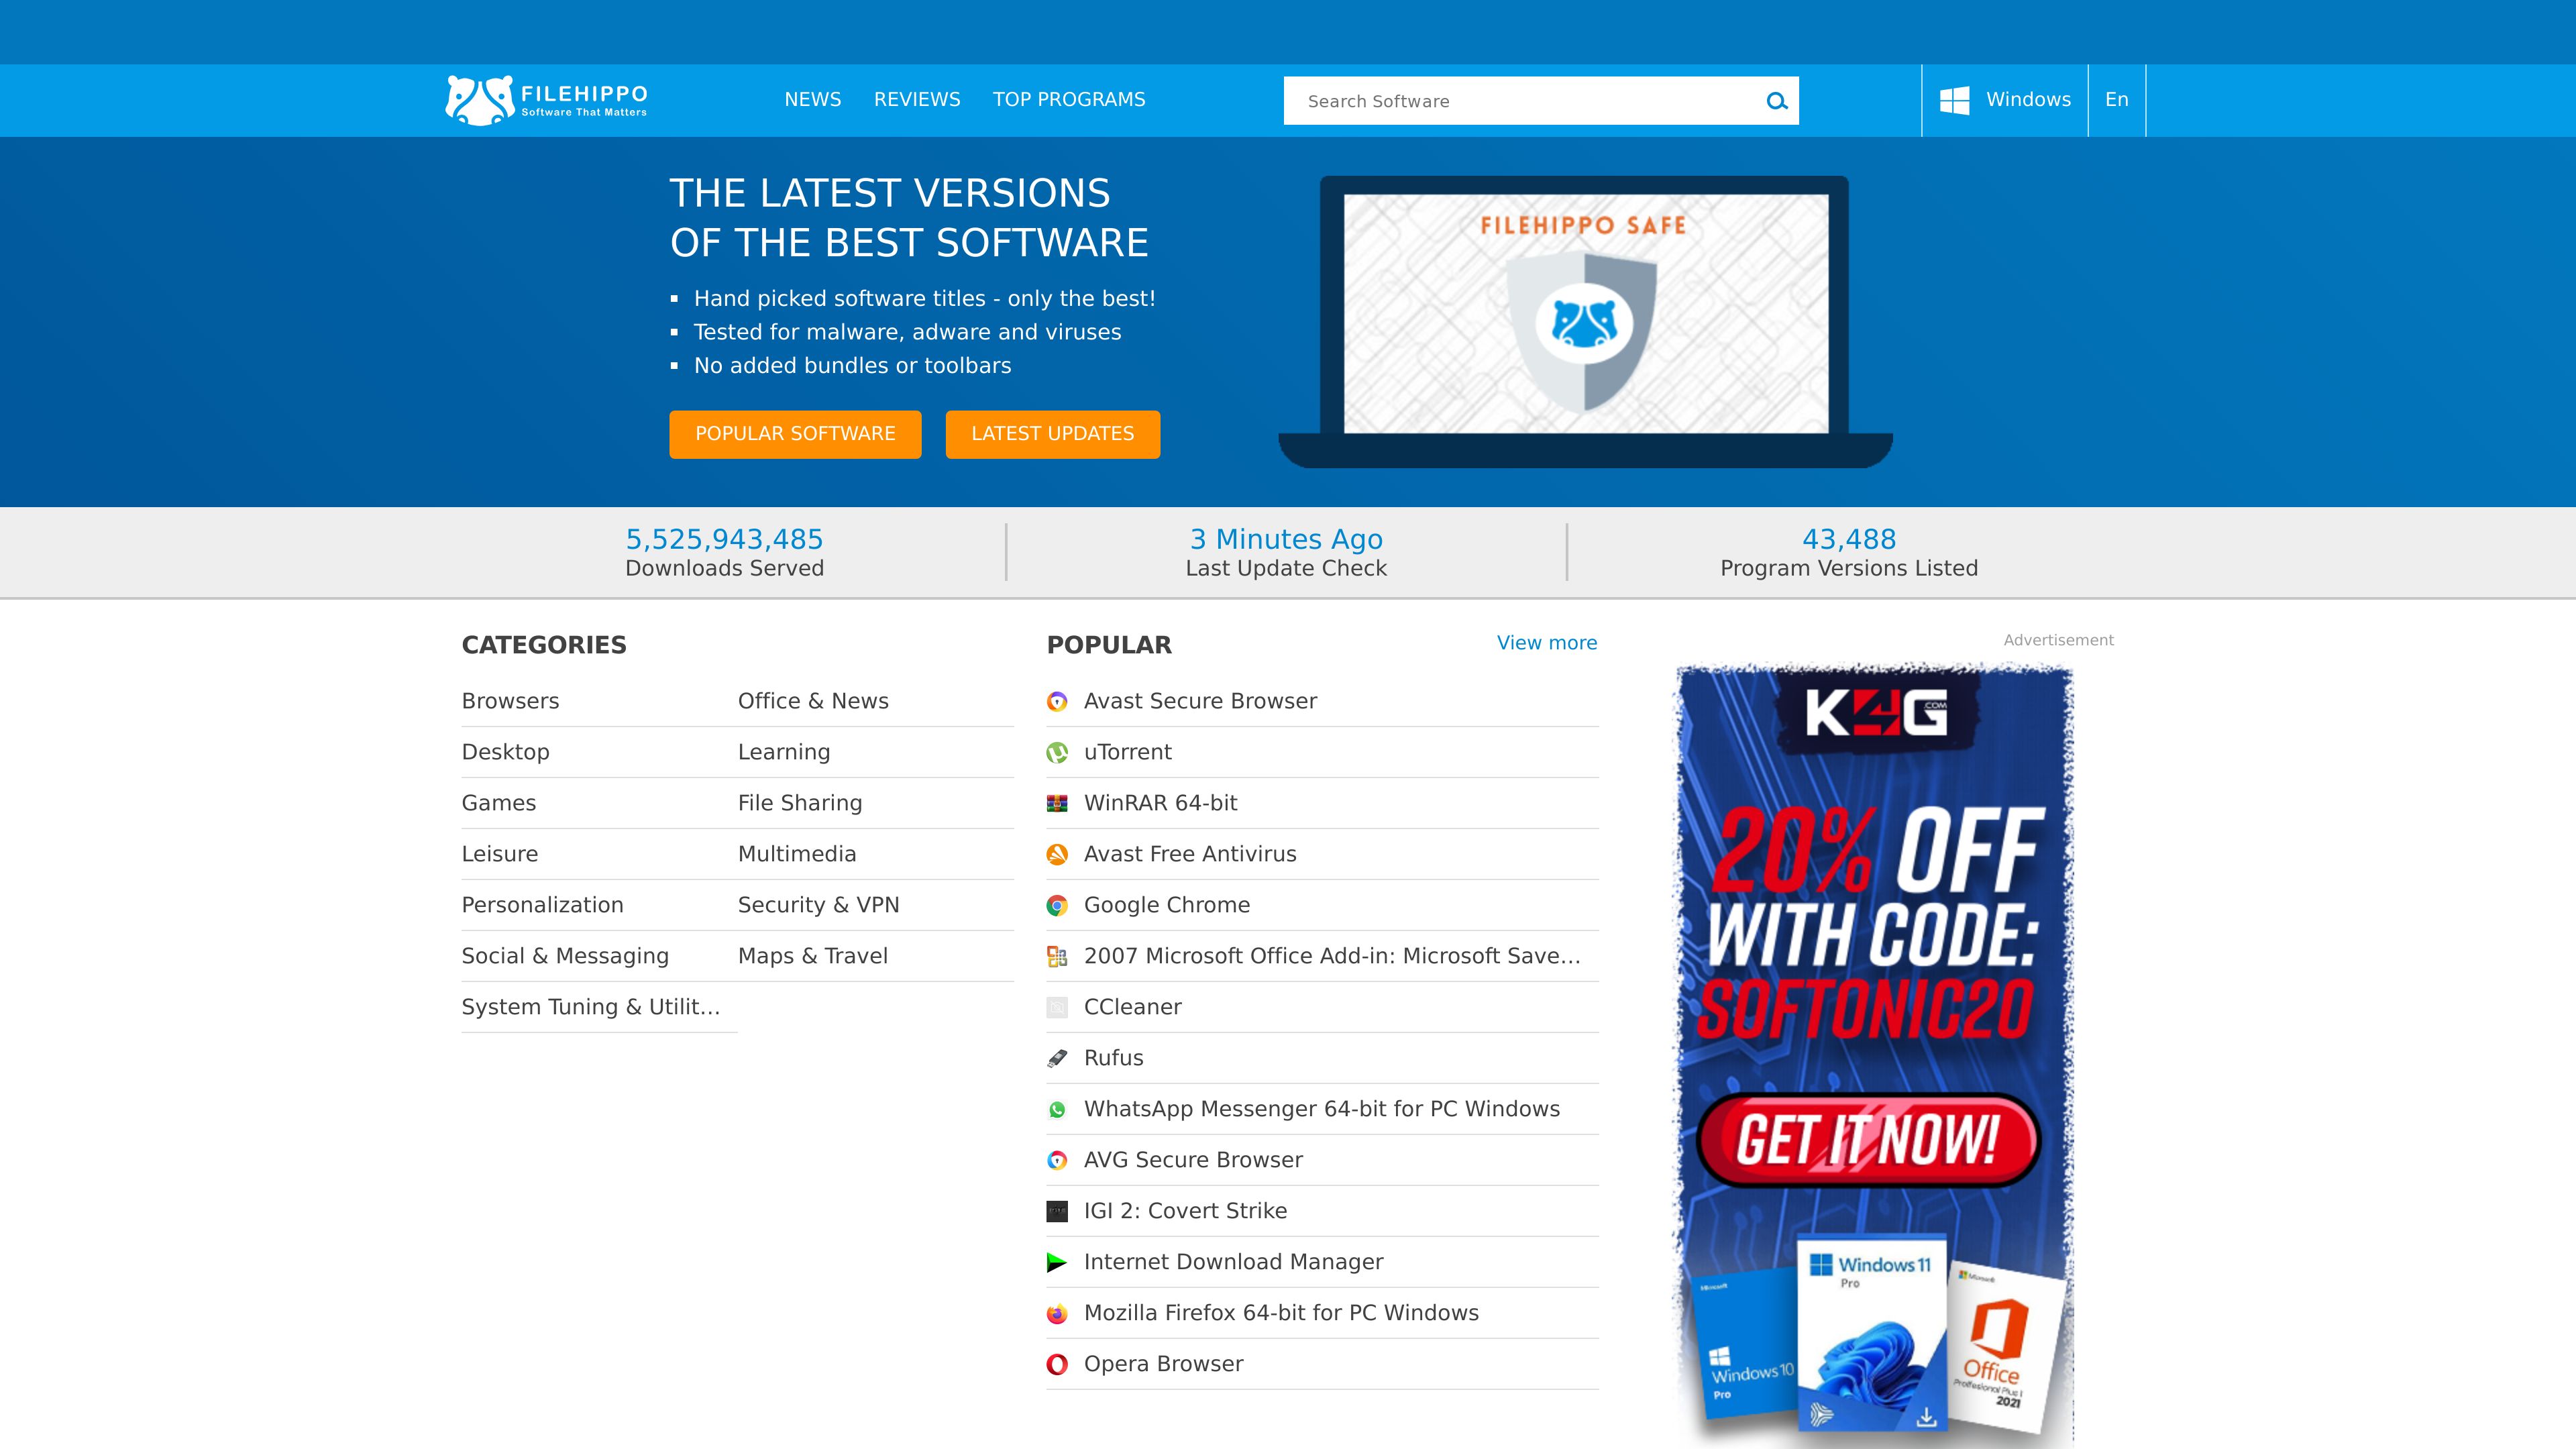 FILEHIPPO
Software That Matters
NEWS
REVIEWS
TOP PROGRAMS
Search Software
Windows
En
THE LATEST VERSIONS
OF THE BEST SOFTWARE
Hand picked software titles - only the best!
Tested for malware, adware and viruses
No added bundles or toolbars
POPULAR SOFTWARE
LATEST UPDATES
FILEHIPPO SAFE
5,525,943,485
Downloads Served
3 Minutes Ago
Last Update Check
43,488
Program Versions Listed
CATEGORIES
Browsers
Office & News
Desktop
Learning
Games
File Sharing
Leisure
Multimedia
Personalization
Security & VPN
Social & Messaging
Maps & Travel
System Tuning & Utilit...
POPULAR
View more
Avast Secure Browser
uTorrent
WinRAR 64-bit
Avast Free Antivirus
Google Chrome
2007 Microsoft Office Add-in: Microsoft Save...
CCleaner
Rufus
WhatsApp Messenger 64-bit for PC Windows
AVG Secure Browser
IGI 2: Covert Strike
Internet Download Manager
Mozilla Firefox 64-bit for PC Windows
Opera Browser
Advertisement
K4G
.COM
20% OFF
WITH CODE:
SOFTONIC20
GET IT NOW!
Microsoft
Windows 10
Pro
Windows 11
Pro
Microsoft
Office
Professional Plus
2021